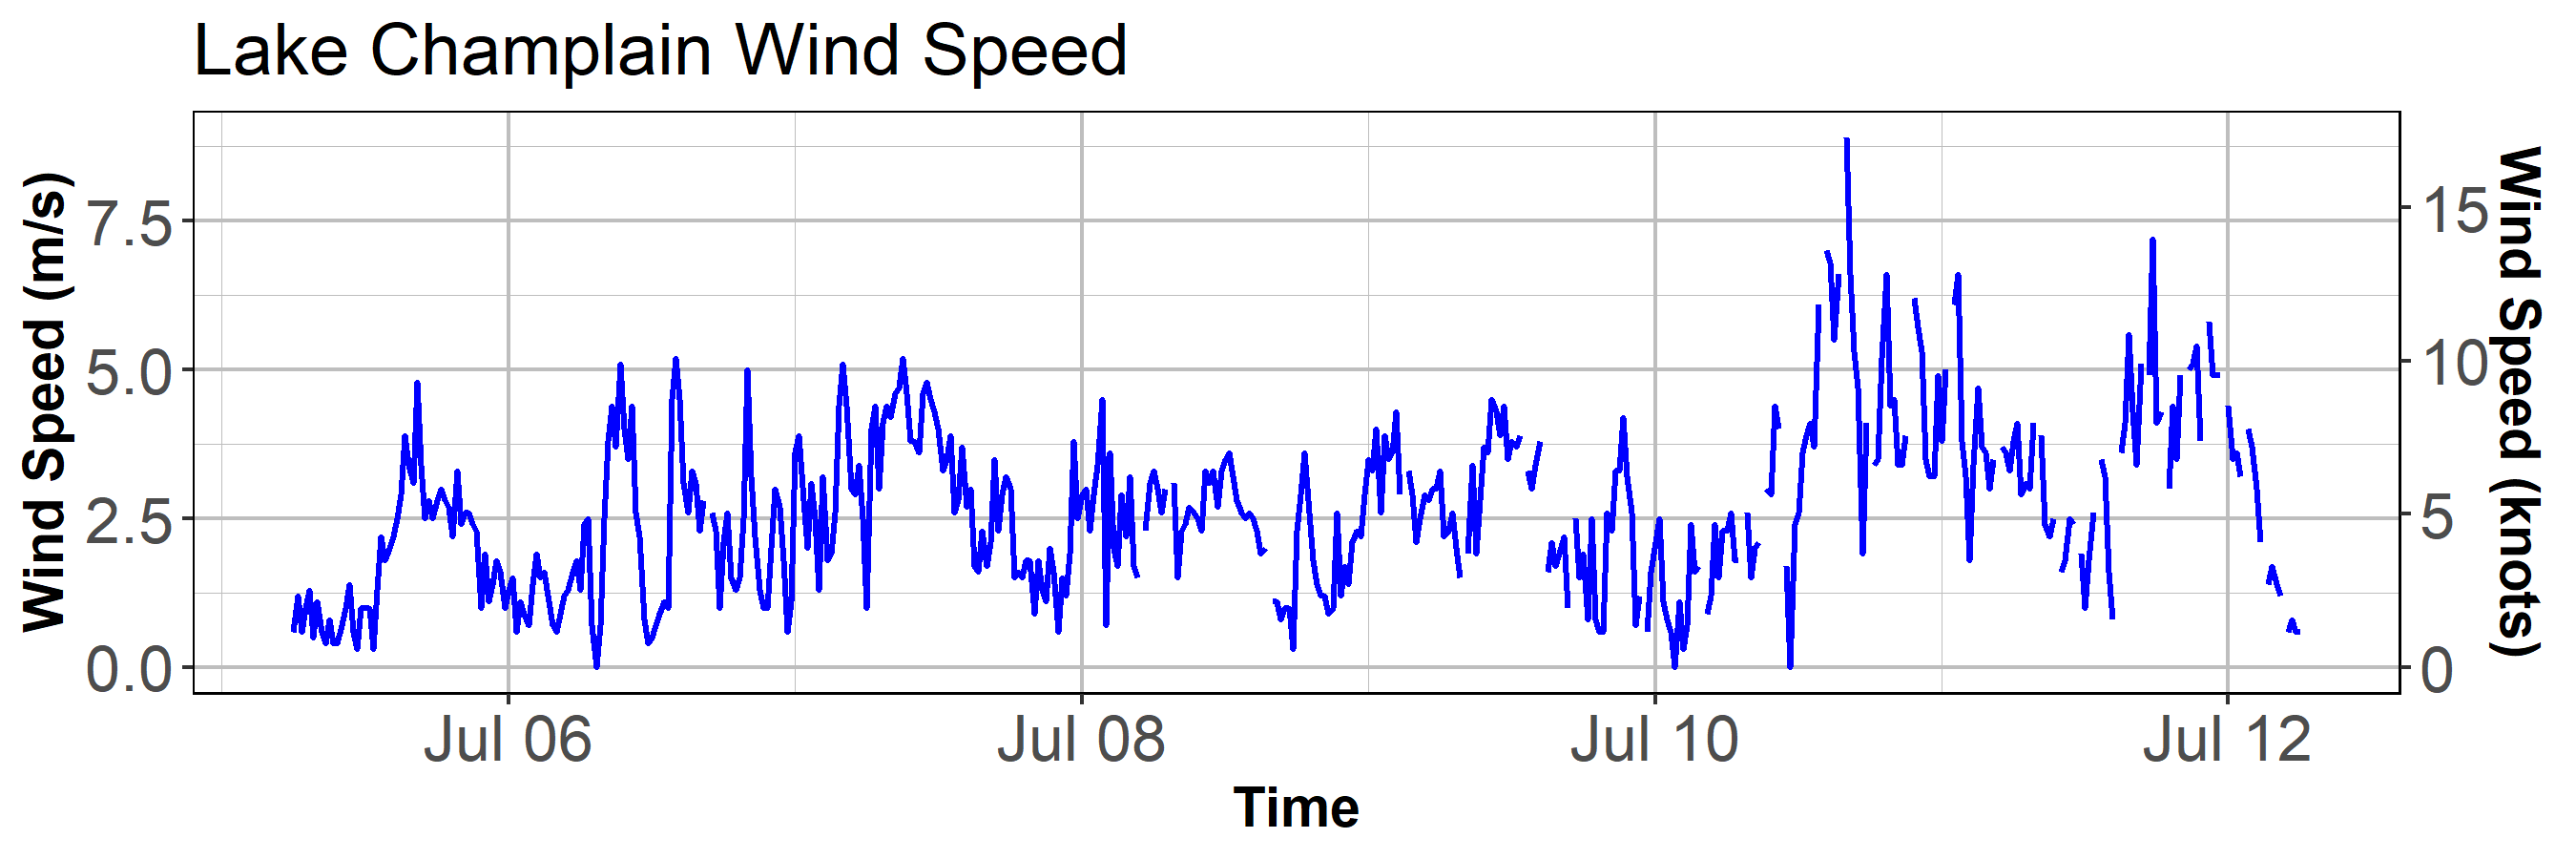 Lake Champlain Wind Speed
Wind Speed (m/s)
7.5
5.0
2.5
0.0
15
10
5
0
Wind Speed (knots)
Jul 06
Jul 08
Jul 10
Jul 12
Time